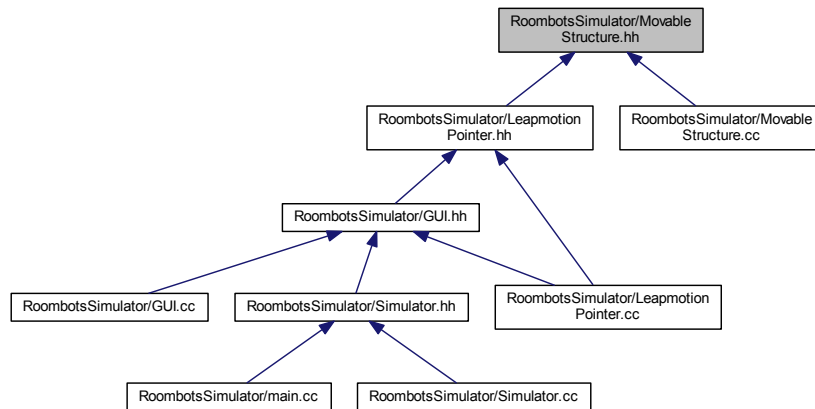 RoombotsSimulator/Movable
Structure.hh
RoombotsSimulator/Leapmotion
Pointer.hh
RoombotsSimulator/Movable
Structure.cc
RoombotsSimulator/GUI.hh
RoombotsSimulator/GUI.cc
RoombotsSimulator/Simulator.hh
RoombotsSimulator/Leapmotion
Pointer.cc
RoombotsSimulator/main.cc
RoombotsSimulator/Simulator.cc